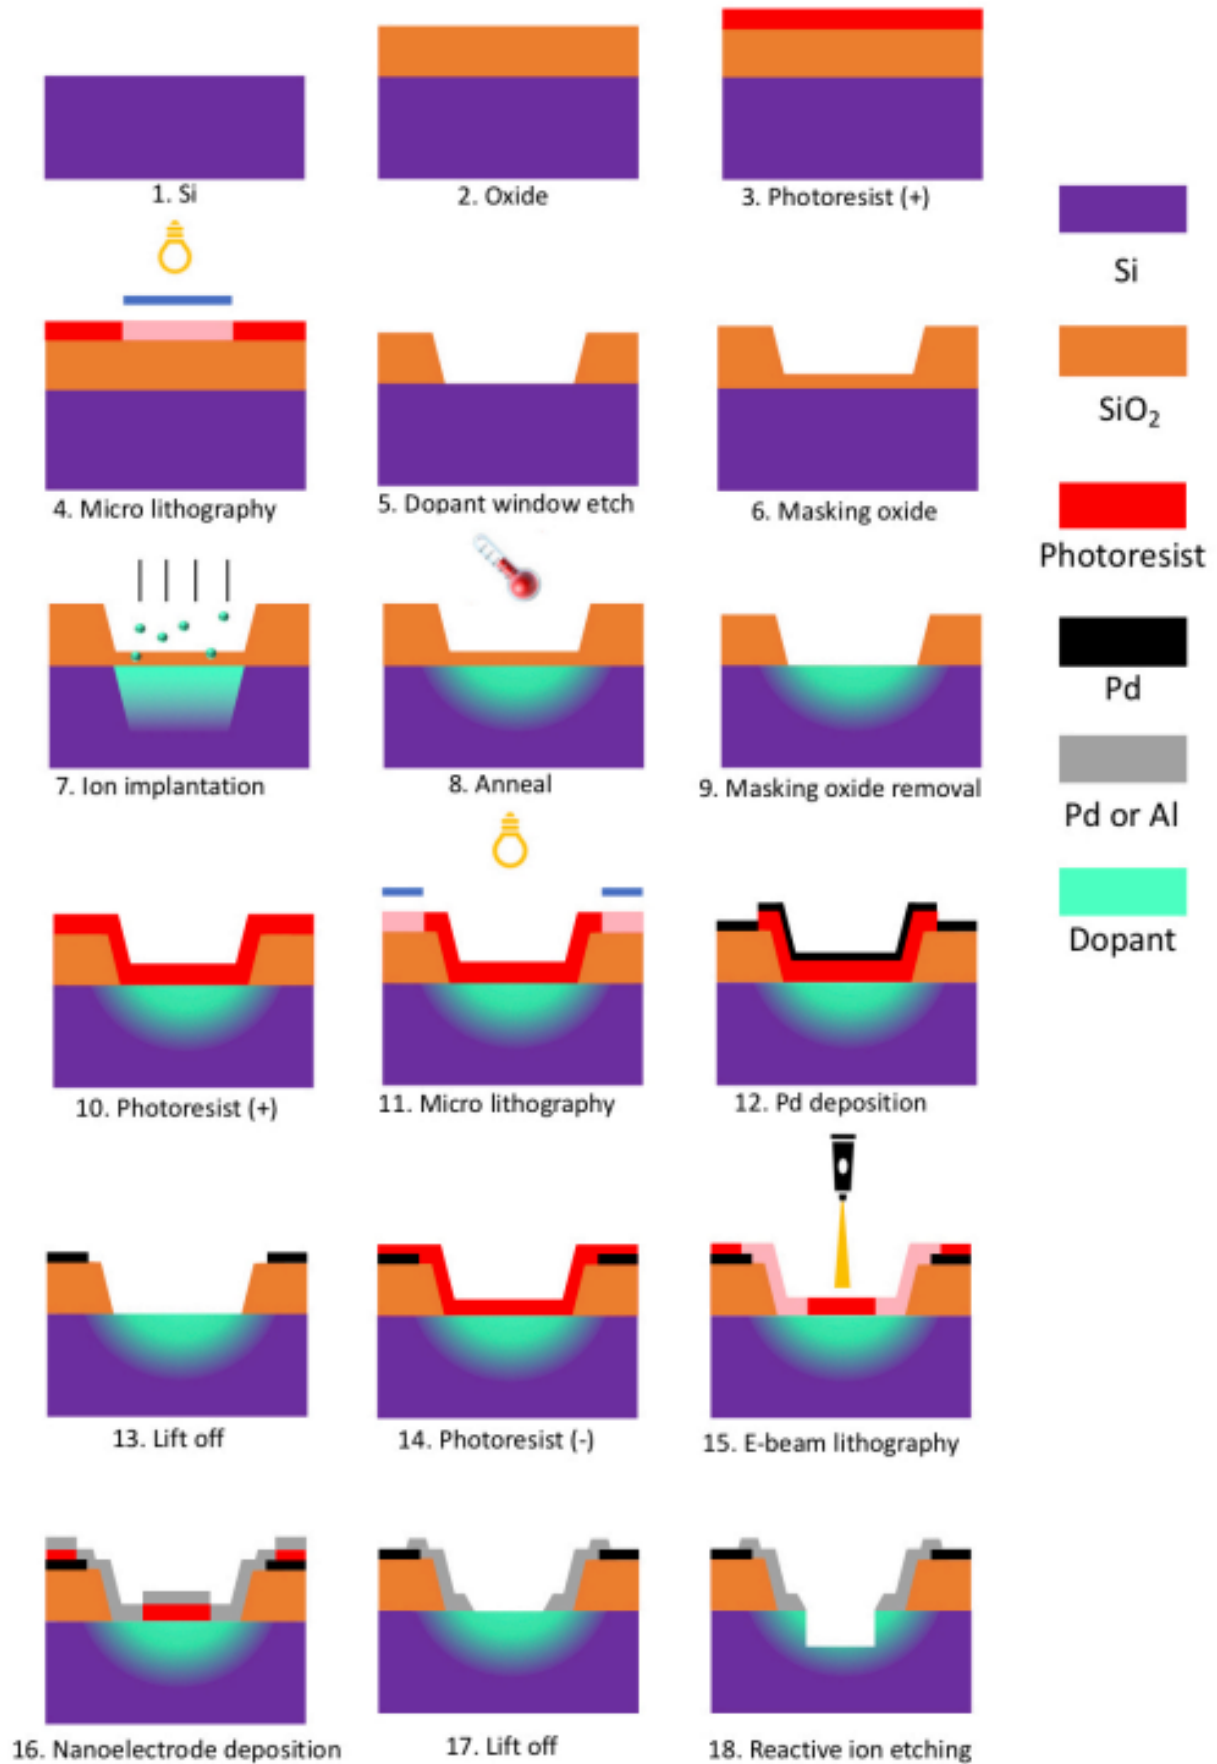 1. Si
2. Oxide
3. Photoresist (+)
Si
4. Micro lithography
5. Dopant window etch
6. Masking oxide
SiO₂
Photoresist
7. Ion implantation
8. Anneal
9. Masking oxide removal
Pd
Pd or Al
Dopant
10. Photoresist (+)
11. Micro lithography
12. Pd deposition
13. Lift off
14. Photoresist (-)
15. E-beam lithography
16. Nanoelectrode deposition
17. Lift off
18. Reactive ion etching